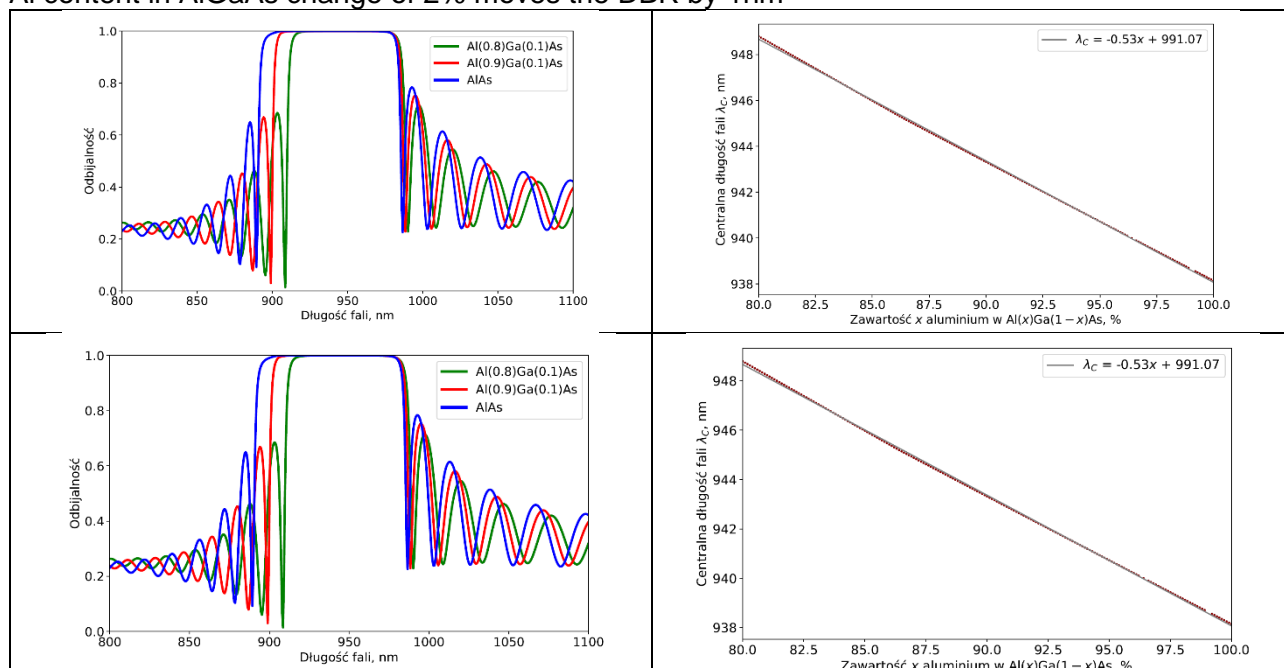 Al content in AlGaAs change of 2% moves the DBR by 1nm
1.0
0.8
0.6
0.4
0.2
0.0
Odbijalność
Al(0.8)Ga(0.1)As
Al(0.9)Ga(0.1)As
AlAs
800 850 900 950 1000 1050 1100
Długość fali, nm
948
946
944
942
940
938
Centralna długość fali λC, nm
λC = -0.53x + 991.07
80.0 82.5 85.0 87.5 90.0 92.5 95.0 97.5 100.0
Zawartość x aluminium w Al(x)Ga(1 − x)As, %
1.0
0.8
0.6
0.4
0.2
0.0
Odbijalność
Al(0.8)Ga(0.1)As
Al(0.9)Ga(0.1)As
AlAs
800 850 900 950 1000 1050 1100
Długość fali, nm
948
946
944
942
940
938
Centralna długość fali λC, nm
λC = -0.53x + 991.07
80.0 82.5 85.0 87.5 90.0 92.5 95.0 97.5 100.0
Zawartość x aluminium w Al(x)Ga(1 − x)As, %